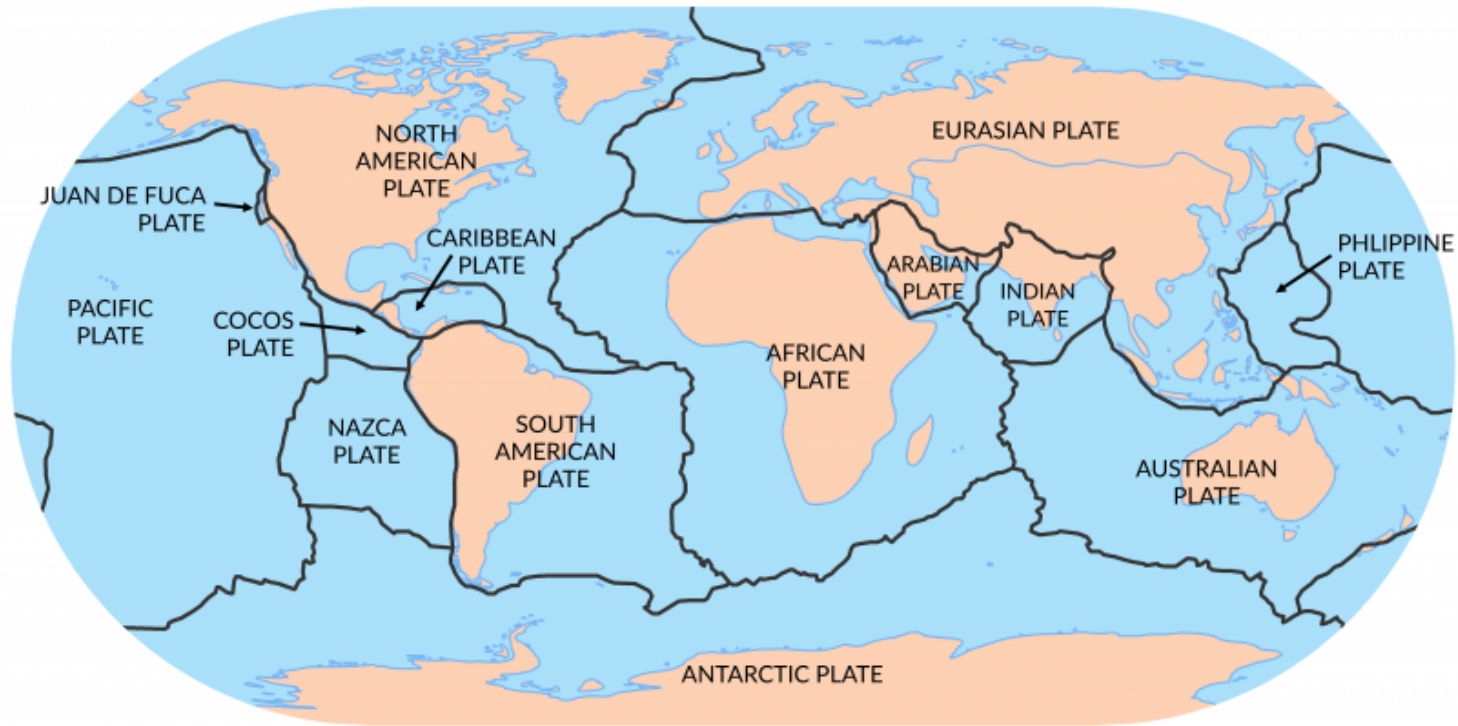 NORTH
AMERICAN
PLATE
EURASIAN PLATE
JUAN DE FUCA
PLATE
CARIBBEAN
PLATE
PHLIPPINE
PLATE
ARABIAN
PLATE
INDIAN
PLATE
PACIFIC
PLATE
COCOS
PLATE
AFRICAN
PLATE
NAZCA
PLATE
SOUTH
AMERICAN
PLATE
AUSTRALIAN
PLATE
ANTARCTIC PLATE